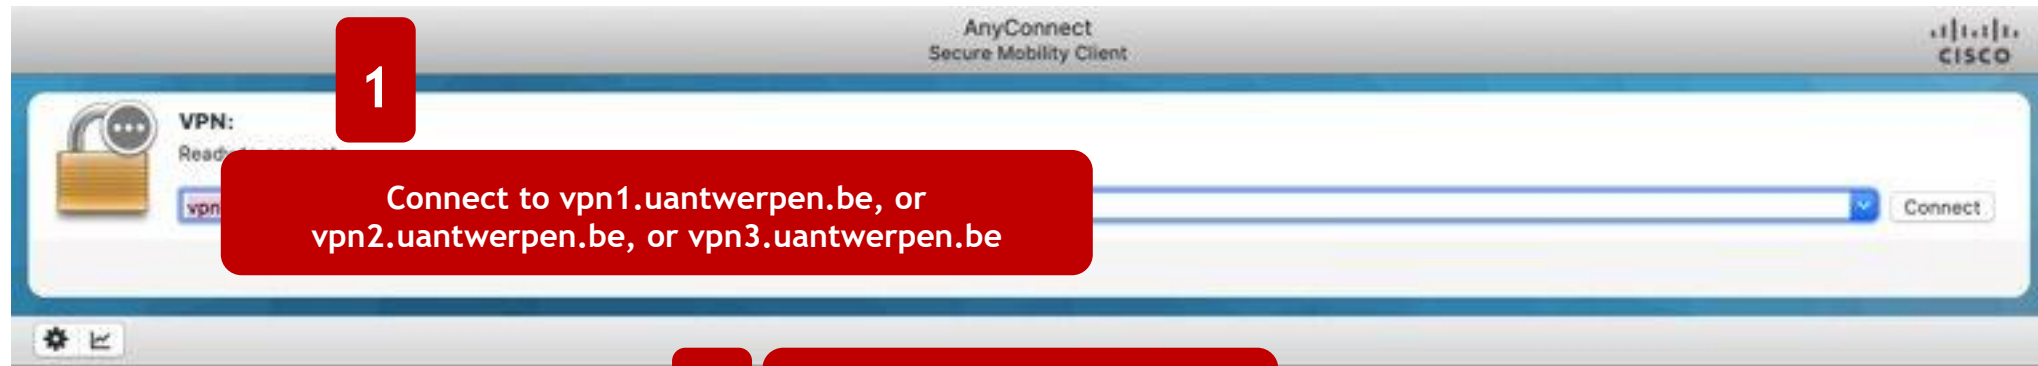 AnyConnect
Secure Mobility Client
CISCO
1
VPN:
Connect to vpn1.uantwerpen.be, or
vpn2.uantwerpen.be, or vpn3.uantwerpen.be
vpn
Connect